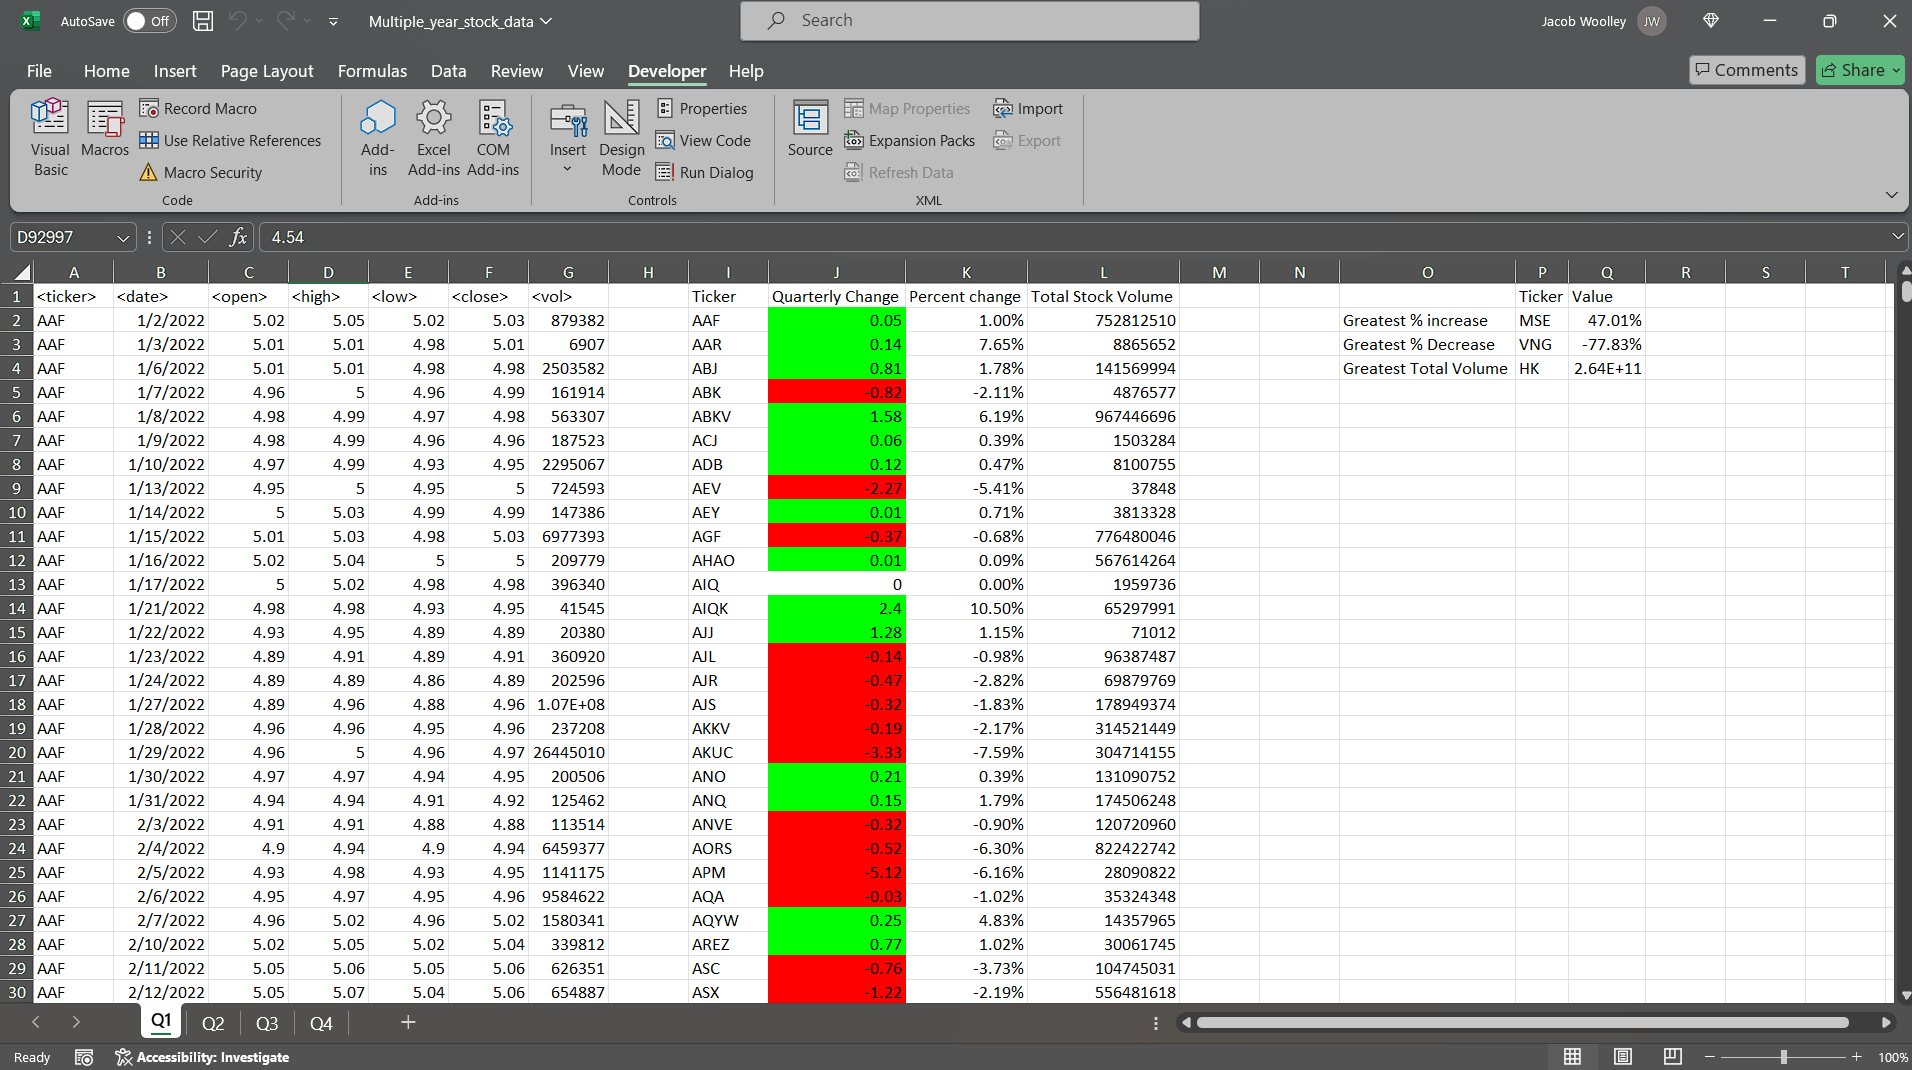 AutoSave Off Multiple_year_stock_data Search Jacob Woolley JW
File Home Insert Page Layout Formulas Data Review View Developer Help Comments Share
Visual Basic Macros Record Macro Use Relative References Macro Security Code
Add-ins Excel Add-ins COM Add-ins Add-ins
Insert Design Mode Properties View Code Run Dialog Controls
Source Map Properties Expansion Packs Refresh Data Import Export XML
D92997 fx 4.54
A B C D E F G H I J K L M N O P Q R S T
1 <ticker> <date> <open> <high> <low> <close> <vol> Ticker Quarterly Change Percent change Total Stock Volume Ticker Value
2 AAF 1/2/2022 5.02 5.05 5.02 5.03 879382 AAF 0.05 1.00% 752812510 Greatest % increase MSE 47.01%
3 AAF 1/3/2022 5.01 5.01 4.98 5.01 6907 AAR 0.14 7.65% 8865652 Greatest % Decrease VNG -77.83%
4 AAF 1/6/2022 5.01 5.01 4.98 4.98 2503582 ABJ 0.81 1.78% 141569994 Greatest Total Volume HK 2.64E+11
5 AAF 1/7/2022 4.96 5 4.96 4.99 161914 ABK -0.82 -2.11% 4876577
6 AAF 1/8/2022 4.98 4.99 4.97 4.98 563307 ABKV 1.58 6.19% 967446696
7 AAF 1/9/2022 4.98 4.99 4.96 4.96 187523 ACJ 0.06 0.39% 1503284
8 AAF 1/10/2022 4.97 4.99 4.93 4.95 2295067 ADB 0.12 0.47% 8100755
9 AAF 1/13/2022 4.95 5 4.95 5 724593 AEV -2.27 -5.41% 37848
10 AAF 1/14/2022 5 5.03 4.99 4.99 147386 AEY 0.01 0.71% 3813328
11 AAF 1/15/2022 5.01 5.03 4.98 5.03 6977393 AGF -0.37 -0.68% 776480046
12 AAF 1/16/2022 5.02 5.04 5 5 209779 AHAO 0.01 0.09% 567614264
13 AAF 1/17/2022 5 5.02 4.98 4.98 396340 AIQ 0 0.00% 1959736
14 AAF 1/21/2022 4.98 4.98 4.93 4.95 41545 AIQK 2.4 10.50% 65297991
15 AAF 1/22/2022 4.93 4.95 4.89 4.89 20380 AJJ 1.28 1.15% 71012
16 AAF 1/23/2022 4.89 4.91 4.89 4.91 360920 AJL -0.14 -0.98% 96387487
17 AAF 1/24/2022 4.89 4.89 4.86 4.89 202596 AJR -0.47 -2.82% 69879769
18 AAF 1/27/2022 4.89 4.96 4.88 4.96 1.07E+08 AJS -0.32 -1.83% 178949374
19 AAF 1/28/2022 4.96 4.96 4.95 4.96 237208 AKKV -0.19 -2.17% 314521449
20 AAF 1/29/2022 4.96 5 4.96 4.97 26445010 AKUC -3.33 -7.59% 304714155
21 AAF 1/30/2022 4.97 4.97 4.94 4.95 200506 ANO 0.21 0.39% 131090752
22 AAF 1/31/2022 4.94 4.94 4.91 4.92 125462 ANQ 0.15 1.79% 174506248
23 AAF 2/3/2022 4.91 4.91 4.88 4.88 113514 ANVE -0.32 -0.90% 120720960
24 AAF 2/4/2022 4.9 4.94 4.9 4.94 6459377 AORS -0.52 -6.30% 822422742
25 AAF 2/5/2022 4.93 4.98 4.93 4.95 1141175 APM -5.12 -6.16% 28090822
26 AAF 2/6/2022 4.95 4.97 4.95 4.96 9584622 AQA -0.03 -1.02% 35324348
27 AAF 2/7/2022 4.96 5.02 4.96 5.02 1580341 AQYW 0.25 4.83% 14357965
28 AAF 2/10/2022 5.02 5.05 5.02 5.04 339812 AREZ 0.77 1.02% 30061745
29 AAF 2/11/2022 5.05 5.06 5.05 5.06 626351 ASC -0.76 -3.73% 104745031
30 AAF 2/12/2022 5.05 5.07 5.04 5.06 654887 ASX -1.22 -2.19% 556481618
Q1 Q2 Q3 Q4
Ready Accessibility: Investigate 100%